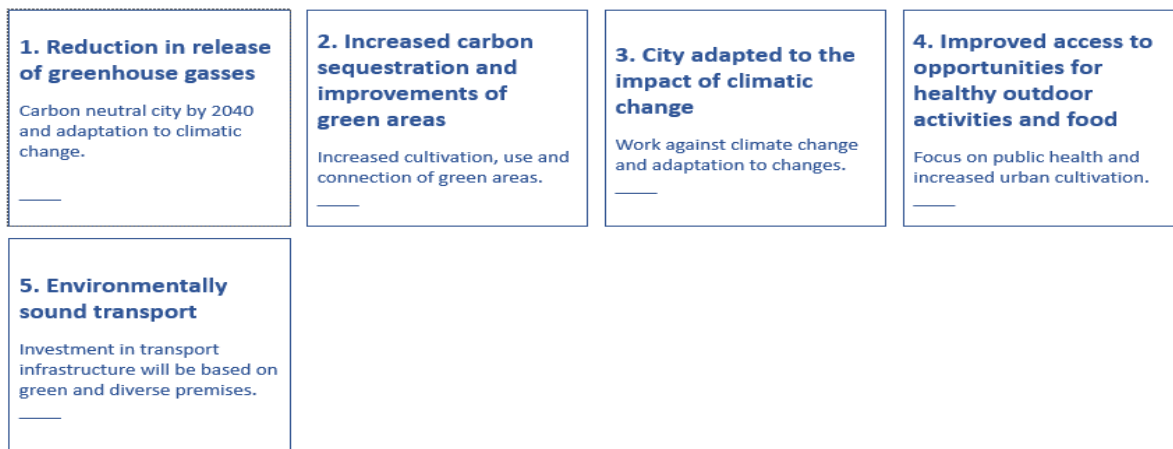 1. Reduction in release
of greenhouse gasses
Carbon neutral city by 2040
and adaptation to climatic
change.
2. Increased carbon
sequestration and
improvements of
green areas
Increased cultivation, use and
connection of green areas.
3. City adapted to the
impact of climatic
change
Work against climate change
and adaptation to changes.
4. Improved access to
opportunities for
healthy outdoor
activities and food
Focus on public health and
increased urban cultivation.
5. Environmentally
sound transport
Investment in transport
infrastructure will be based on
green and diverse premises.